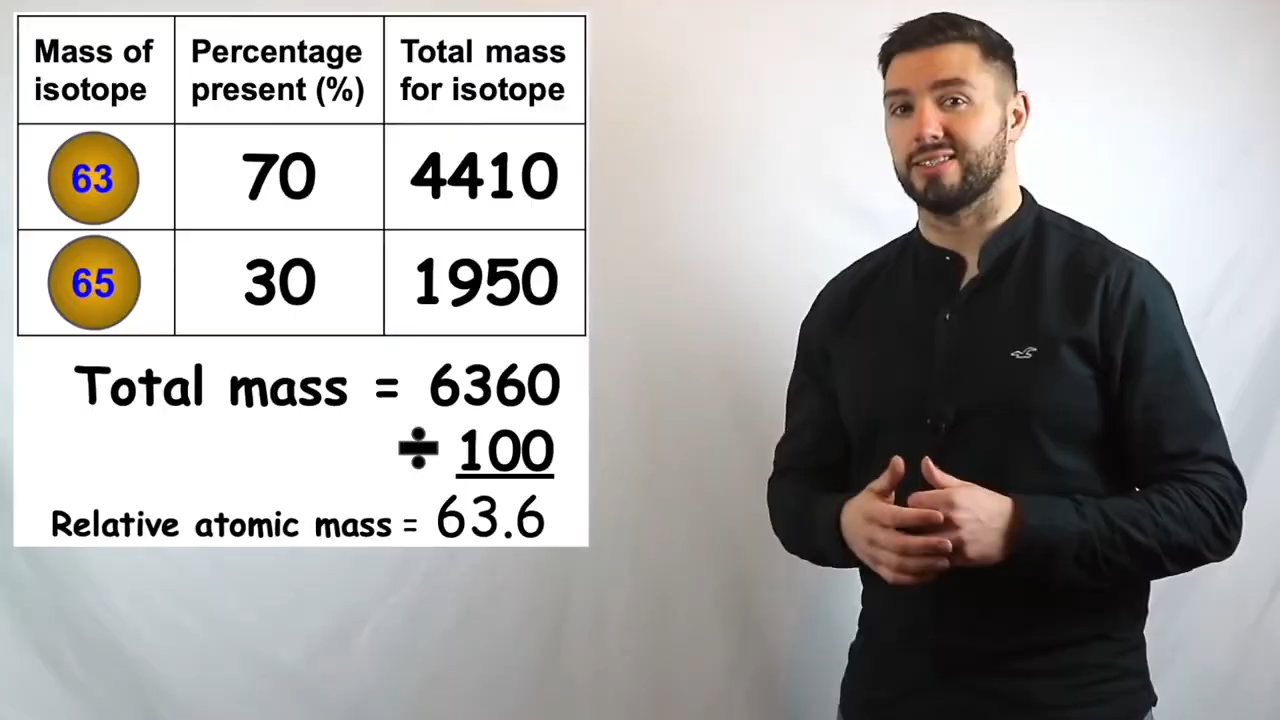 Mass of isotope
Percentage present (%)
Total mass for isotope
63
70
4410
65
30
1950
Total mass = 6360
÷ 100
Relative atomic mass = 63.6